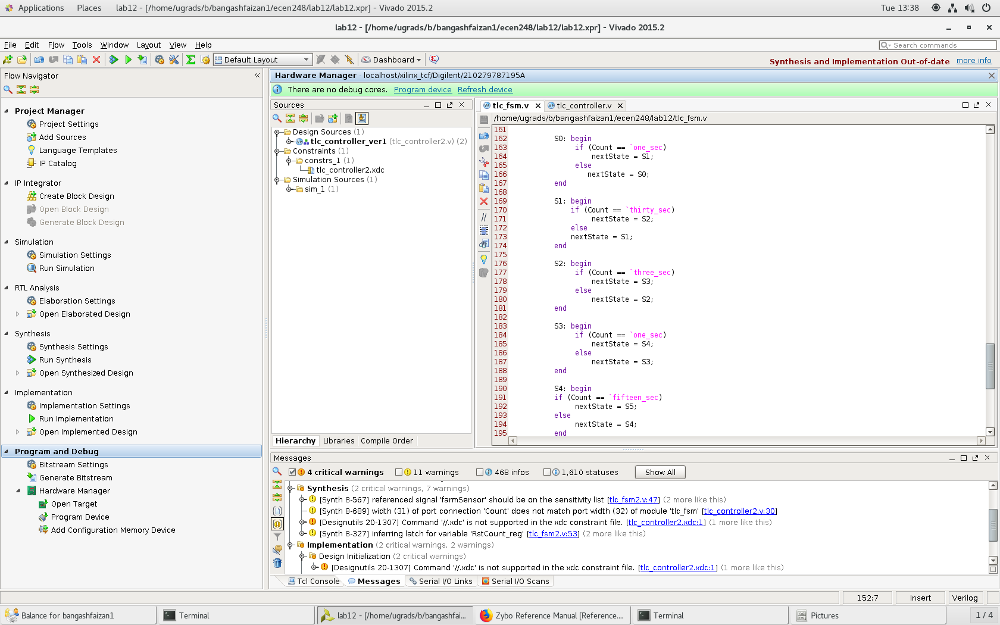 Applications Places lab12 - [/home/ugrads/b/bangashfaizan1/ecen248/lab12/lab12.xpr] - Vivado 2015.2 Tue 13:38
lab12 - [/home/ugrads/b/bangashfaizan1/ecen248/lab12/lab12.xpr] - Vivado 2015.2
File Edit Flow Tools Window Layout View Help
Search commands
Default Layout Dashboard
Synthesis and Implementation Out-of-date more info
Flow Navigator
Project Manager
Project Settings
Add Sources
Language Templates
IP Catalog
IP Integrator
Create Block Design
Open Block Design
Generate Block Design
Simulation
Simulation Settings
Run Simulation
RTL Analysis
Elaboration Settings
Open Elaborated Design
Synthesis
Synthesis Settings
Run Synthesis
Open Synthesized Design
Implementation
Implementation Settings
Run Implementation
Open Implemented Design
Program and Debug
Bitstream Settings
Generate Bitstream
Hardware Manager
Open Target
Program Device
Add Configuration Memory Device
Hardware Manager - localhost/xilinx_tcf/Digilent/210279787195A
There are no debug cores. Program device Refresh device
Sources
Design Sources (1)
tlc_controller_ver1 (tlc_controller2.v) (2)
Constraints (1)
constrs_1 (1)
tlc_controller2.xdc
Simulation Sources (1)
sim_1 (1)
Hierarchy Libraries Compile Order
tlc_fsm.v tlc_controller.v
/home/ugrads/b/bangashfaizan1/ecen248/lab12/tlc_fsm.v
161
162 S0: begin
163 if (Count == `one_sec)
164 nextState = S1;
165 else
166 nextState = S0;
167 end
168
169 S1: begin
170 if (Count == `thirty_sec)
171 nextState = S2;
172 else
173 nextState = S1;
174 end
175
176 S2: begin
177 if (Count == `three_sec)
178 nextState = S3;
179 else
180 nextState = S2;
181 end
182
183 S3: begin
184 if (Count == `one_sec)
185 nextState = S4;
186 else
187 nextState = S3;
188 end
189
190 S4: begin
191 if (Count == `fifteen_sec)
192 nextState = S5;
193 else
194 nextState = S4;
195 end
Messages
4 critical warnings 11 warnings 468 infos 1,610 statuses Show All
Synthesis (2 critical warnings, 7 warnings)
[Synth 8-567] referenced signal 'farmSensor' should be on the sensitivity list [tlc_fsm2.v:47] (2 more like this)
[Synth 8-689] width (31) of port connection 'Count' does not match port width (32) of module 'tlc_fsm' [tlc_controller2.v:30]
[Designutils 20-1307] Command '//.xdc' is not supported in the xdc constraint file. [tlc_controller2.xdc:1] (1 more like this)
[Synth 8-327] inferring latch for variable 'RstCount_reg' [tlc_fsm2.v:53] (2 more like this)
Implementation (2 critical warnings, 2 warnings)
Design Initialization (2 critical warnings)
[Designutils 20-1307] Command '//.xdc' is not supported in the xdc constraint file. [tlc_controller2.xdc:1] (1 more like this)
Tcl Console Messages Serial I/O Links Serial I/O Scans
152:7 Insert Verilog
Balance for bangashfaizan1 Terminal lab12 - [/home/ugrads/b/bangashfai... Zybo Reference Manual [Reference.... Terminal Pictures 1 / 4